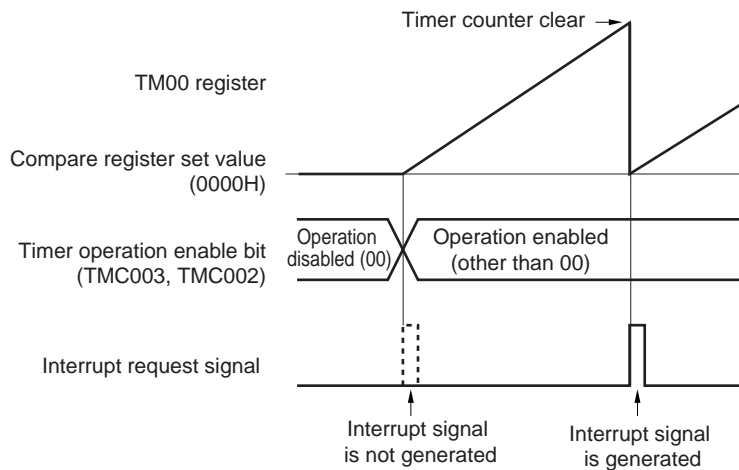 Timer counter clear
TM00 register
Compare register set value
(0000H)
Timer operation enable bit
(TMC003, TMC002)
Operation
disabled (00)
Operation enabled
(other than 00)
Interrupt request signal
Interrupt signal
is not generated
Interrupt signal
is generated